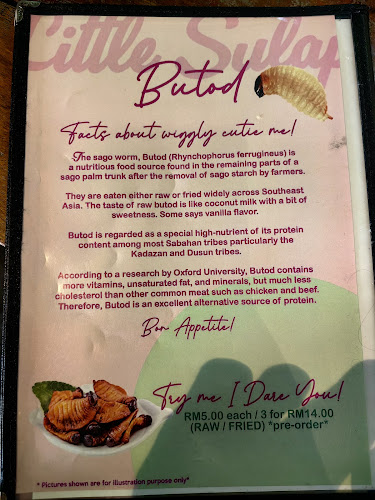 Little Sulap
Butod
Facts about wiggly cutie me!
The sago worm, Butod (Rhynchophorus ferrugineus) is
a nutritious food source found in the remaining parts of a
sago palm trunk after the removal of sago starch by farmers.
They are eaten either raw or fried widely across Southeast
Asia. The taste of raw butod is like coconut milk with a bit of
sweetness. Some says vanilla flavor.
Butod is regarded as a special high-nutrient of its protein
content among most Sabahan tribes particularly the
Kadazan and Dusun tribes.
According to a research by Oxford University, Butod contains
more vitamins, unsaturated fat, and minerals, but much less
cholesterol than other common meat such as chicken and beef.
Therefore, Butod is an excellent alternative source of protein.
Bon Appetite!
Try me I Dare You!
RM5.00 each / 3 for RM14.00
(RAW / FRIED) *pre-order*
* Pictures shown are for illustration purpose only*